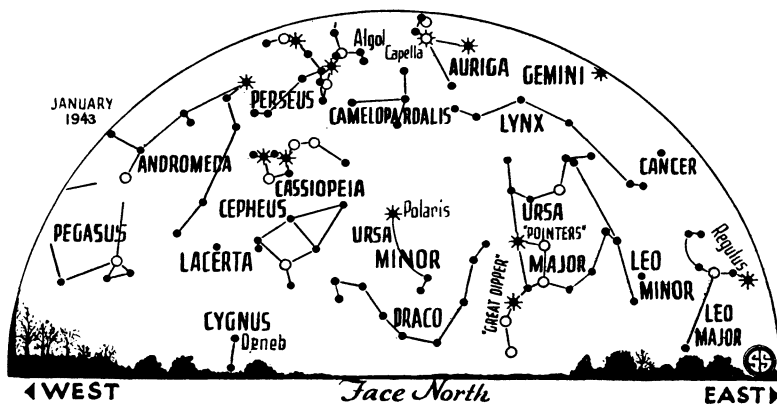 Algol
Capella
AURIGA
GEMINI
JANUARY
1943
PERSEUS
CAMELOPARDALIS
LYNX
ANDROMEDA
CANCER
CASSIOPEIA
CEPHEUS
Polaris
URSA
MINOR
URSA
"POINTERS"
MAJOR
PEGASUS
LACERTA
Regulus
LEO
MINOR
"GREAT DIPPER"
DRACO
CYGNUS
Deneb
LEO
MAJOR
SS
WEST
Face North
EAST